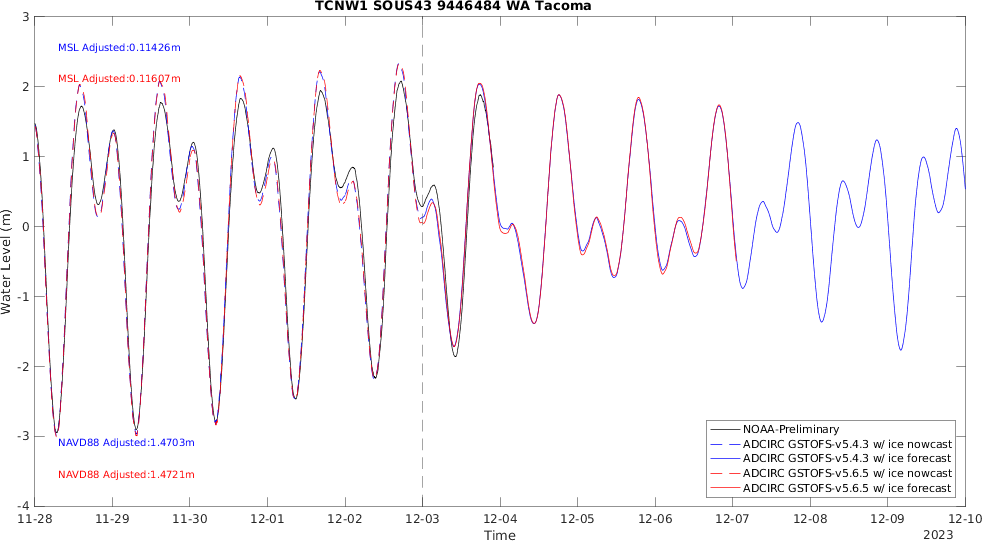 TCNW1 SOUS43 9446484 WA Tacoma
MSL Adjusted:0.11426m
MSL Adjusted:0.11607m
NAVD88 Adjusted:1.4703m
NAVD88 Adjusted:1.4721m
Water Level (m)
3
2
1
0
-1
-2
-3
-4
NOAA-Preliminary
ADCIRC GSTOFS-v5.4.3 w/ ice nowcast
ADCIRC GSTOFS-v5.4.3 w/ ice forecast
ADCIRC GSTOFS-v5.6.5 w/ ice nowcast
ADCIRC GSTOFS-v5.6.5 w/ ice forecast
11-28 11-29 11-30 12-01 12-02 12-03 12-04 12-05 12-06 12-07 12-08 12-09 12-10
Time
2023